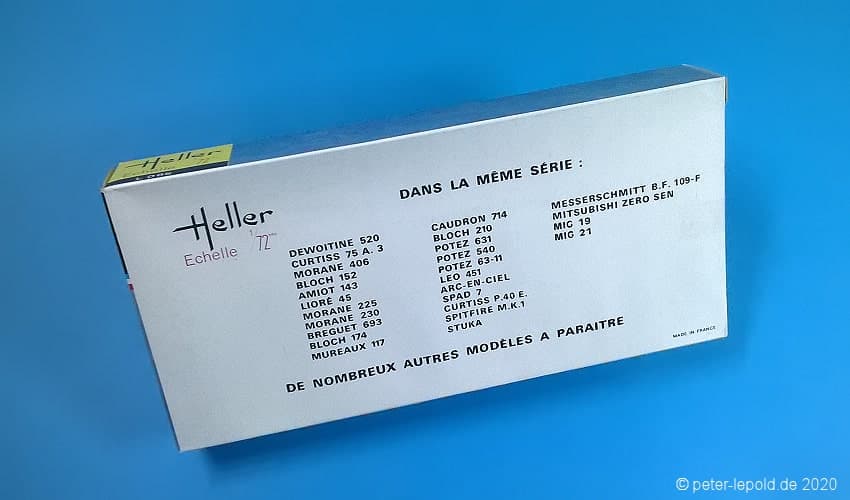 Heller
Echelle 72
L 086
Heller
Echelle 1/72ème
DANS LA MÊME SÉRIE :
DEWOITINE 520
CURTISS 75 A. 3
MORANE 406
BLOCH 152
AMIOT 143
LIORÉ 45
MORANE 225
MORANE 230
BREGUET 693
BLOCH 174
MUREAUX 117
CAUDRON 714
BLOCH 210
POTEZ 631
POTEZ 540
POTEZ 63-11
LEO 451
ARC-EN-CIEL
SPAD 7
CURTISS P.40 E.
SPITFIRE M.K.1
STUKA
MESSERSCHMITT B.F. 109-F
MITSUBISHI ZERO SEN
MIG 19
MIG 21
DE NOMBREUX AUTRES MODÈLES A PARAITRE
MADE IN FRANCE
© peter-lepold.de 2020